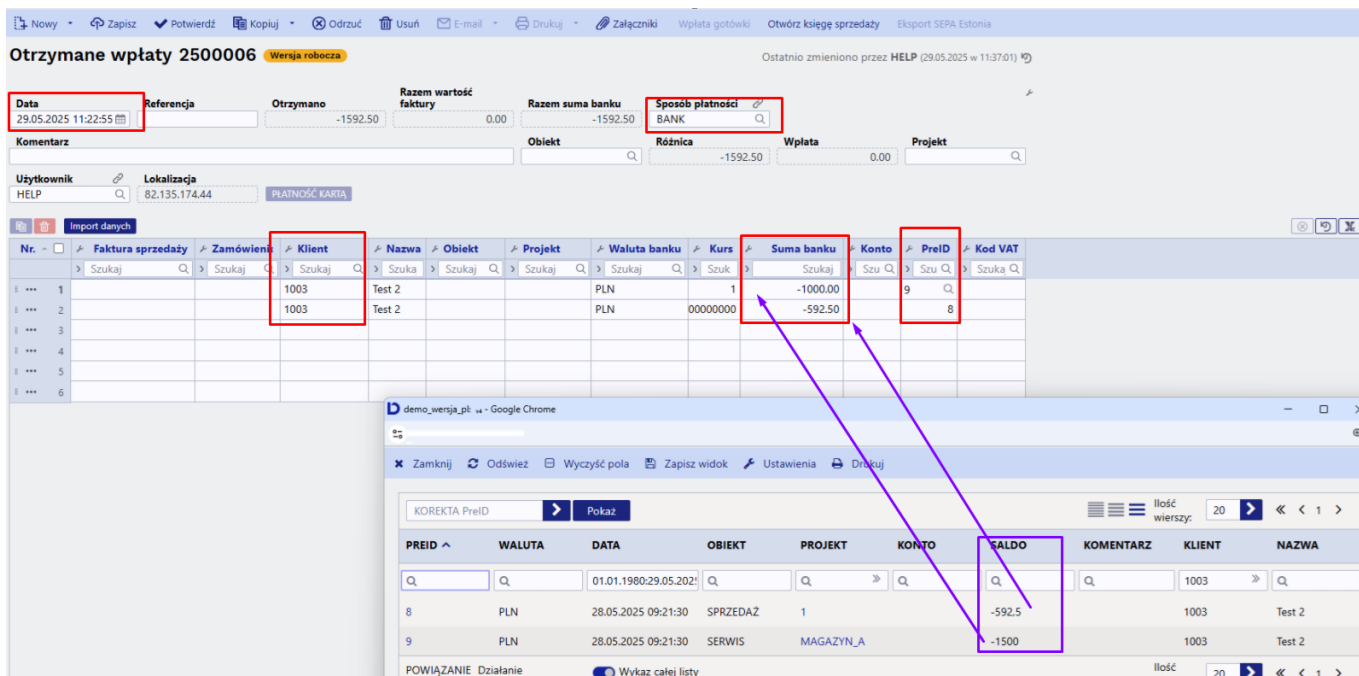 Nowy Zapisz Potwierdź Kopiuj Odrzuć Usuń E-mail Drukuj Załączniki Wpłata gotówki Otwórz księgę sprzedaży Eksport SEPA Estonia
Otrzymane wpłaty 2500006 Wersja robocza
Ostatnio zmieniono przez HELP (29.05.2025 w 11:37:01)
Data Referencja Otrzymano Razem wartość faktury Razem suma banku Sposób płatności
29.05.2025 11:22:55 -1592.50 0.00 -1592.50 BANK
Komentarz Obiekt Różnica Wpłata Projekt
-1592.50 0.00
Użytkownik Lokalizacja
HELP 82.135.174.44 PŁATNOŚĆ KARTĄ
Import danych
Nr. Faktura sprzedaży Zamówieni Klient Nazwa Obiekt Projekt Waluta banku Kurs Suma banku Konto PreID Kod VAT
Szukaj Szukaj Szukaj Szuka Szukaj Szukaj Szukaj Szuk Szukaj Szu Szu Szuka
1 1003 Test 2 PLN 1 -1000.00 9
2 1003 Test 2 PLN 00000000 -592.50 8
3
4
5
6
demo_wersja_pl: v4 - Google Chrome
Zamknij Odśwież Wyczyść pola Zapisz widok Ustawienia Drukuj
KOREKTA PreID Pokaż Ilość wierszy: 20 1
PREID WALUTA DATA OBIEKT PROJEKT KONTO SALDO KOMENTARZ KLIENT NAZWA
01.01.1980:29.05.202 1003
8 PLN 28.05.2025 09:21:30 SPRZEDAŻ 1 -592.5 1003 Test 2
9 PLN 28.05.2025 09:21:30 SERWIS MAGAZYN_A -1500 1003 Test 2
POWIĄZANIE Działanie Wykaz całej listy Ilość 20 1